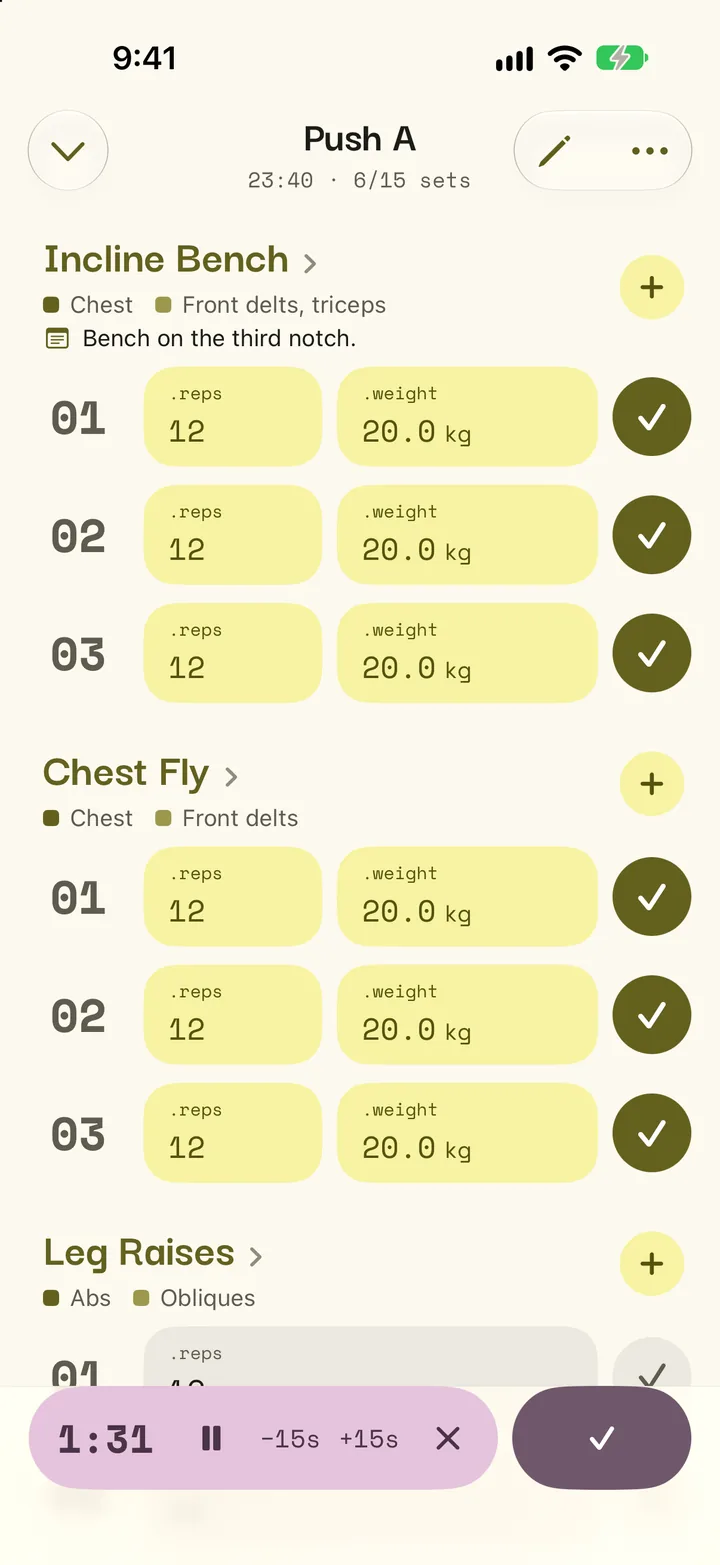 9:41
Push A
23:40 · 6/15 sets
Incline Bench
Chest Front delts, triceps
Bench on the third notch.
01 .reps 12 .weight 20.0 kg
02 .reps 12 .weight 20.0 kg
03 .reps 12 .weight 20.0 kg
Chest Fly
Chest Front delts
01 .reps 12 .weight 20.0 kg
02 .reps 12 .weight 20.0 kg
03 .reps 12 .weight 20.0 kg
Leg Raises
Abs Obliques
01 .reps
1:31 -15s +15s